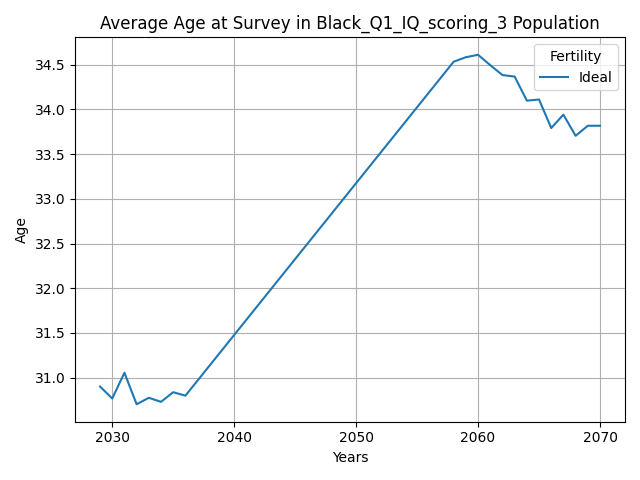 Average Age at Survey in Black_Q1_IQ_scoring_3 Population
Fertility
Ideal
34.5
34.0
33.5
33.0
32.5
32.0
31.5
31.0
Age
2030 2040 2050 2060 2070
Years